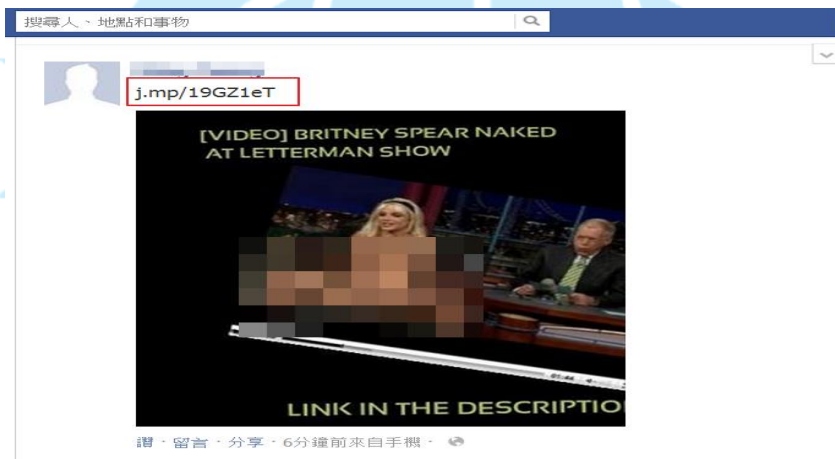 搜尋人、地點和事物
j.mp/19GZ1eT
[VIDEO] BRITNEY SPEAR NAKED
AT LETTERMAN SHOW
LINK IN THE DESCRIPTIO
讚 · 留言 · 分享 · 6分鐘前來自手機 ·